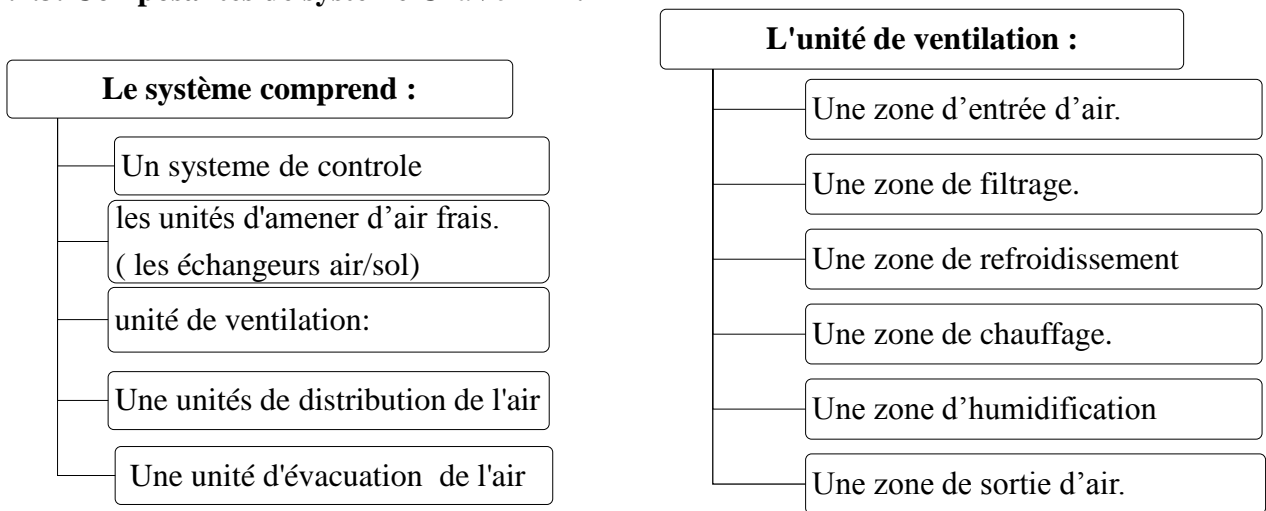 Le système comprend :
Un systeme de controle
les unités d'amener d’air frais.
( les échangeurs air/sol)
unité de ventilation:
Une unités de distribution de l'air
Une unité d'évacuation de l'air
L'unité de ventilation :
Une zone d’entrée d’air.
Une zone de filtrage.
Une zone de refroidissement
Une zone de chauffage.
Une zone d’humidification
Une zone de sortie d’air.